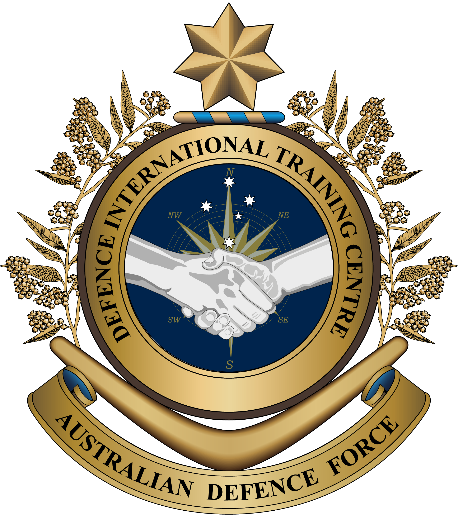 DEFENCE INTERNATIONAL TRAINING CENTRE
N
NW NE
SW SE
S
AUSTRALIAN DEFENCE FORCE